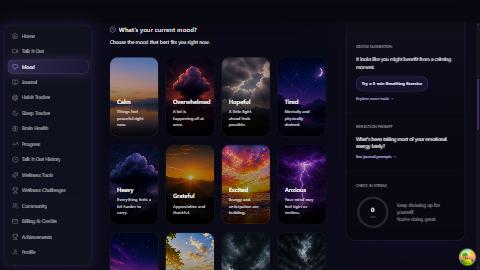 Home
Talk It Out
Mood
Journal
Habit Tracker
Sleep Tracker
Brain Health
Progress
Talk It Out History
Wellness Tools
Wellness Challenges
Community
Billing & Credits
Achievements
Profile
What's your current mood?
Choose the mood that best fits you right now.
Calm
Things feel
peaceful right
now.
Overwhelmed
A lot is
happening all at
once.
Hopeful
A little light
ahead feels
possible.
Tired
Mentally and
physically
drained.
Heavy
Everything feels a
bit harder to
carry.
Grateful
Appreciative and
thankful.
Excited
Energy and
anticipation are
building.
Anxious
Your mind may
feel tight or
restless.
GENTLE SUGGESTION
It looks like you might benefit from a calming
moment.
Try a 5-min Breathing Exercise
Explore more tools →
REFLECTION PROMPT
What's been taking most of your emotional
energy lately?
See journal prompts →
CHECK-IN STREAK
0
Keep showing up for
yourself.
You're doing great.